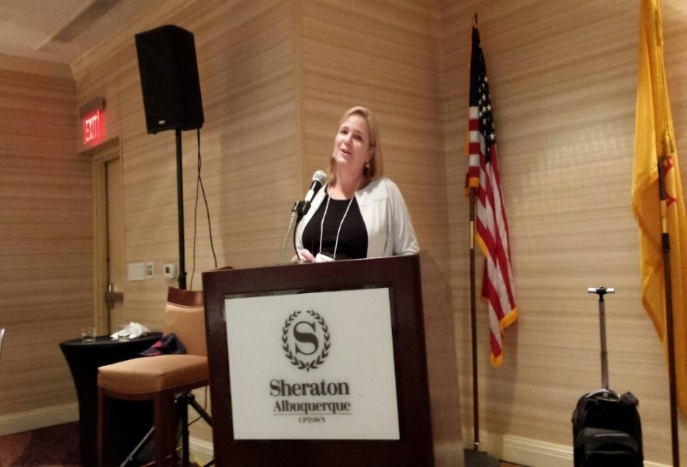 EXIT
S
Sheraton
Albuquerque
UPTOWN